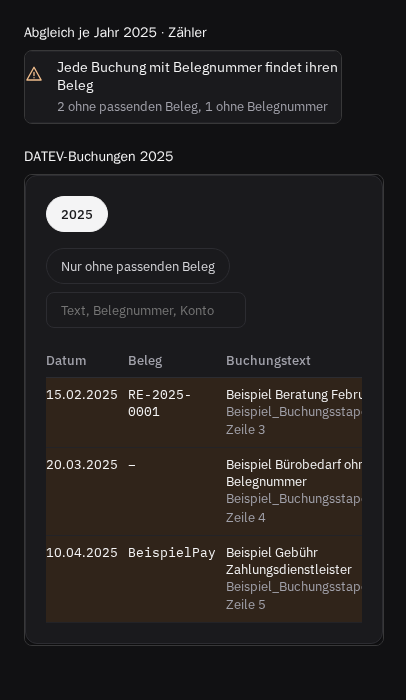 Abgleich je Jahr 2025 · Zähler
Jede Buchung mit Belegnummer findet ihren
Beleg
2 ohne passenden Beleg, 1 ohne Belegnummer
DATEV-Buchungen 2025
2025
Nur ohne passenden Beleg
Text, Belegnummer, Konto
Datum Beleg Buchungstext
15.02.2025 RE-2025- Beispiel Beratung Febru
0001 Beispiel_Buchungsstape
Zeile 3
20.03.2025 – Beispiel Bürobedarf ohn
Belegnummer
Beispiel_Buchungsstape
Zeile 4
10.04.2025 BeispielPay Beispiel Gebühr
Zahlungsdienstleister
Beispiel_Buchungsstape
Zeile 5